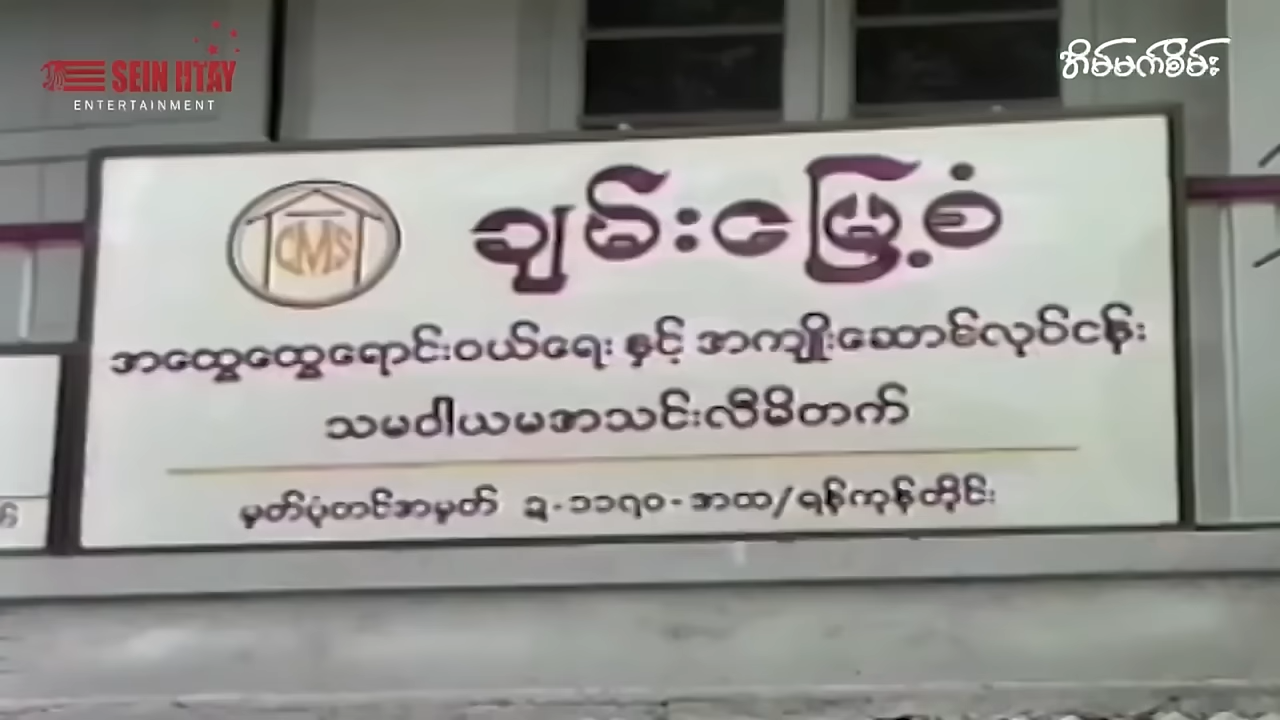 SEIN HTAY
ENTERTAINMENT
အိမ်မက်စိမ်း
CMS
ချမ်းမြေ့စံ
အထွေထွေရောင်းဝယ်ရေး နှင့် အကျိုးဆောင်လုပ်ငန်း
သမဝါယမအသင်းလီမိတက်
မှတ်ပုံတင်အမှတ် ဥ-၁၁၇၀-အထ/ရန်ကုန်တိုင်း